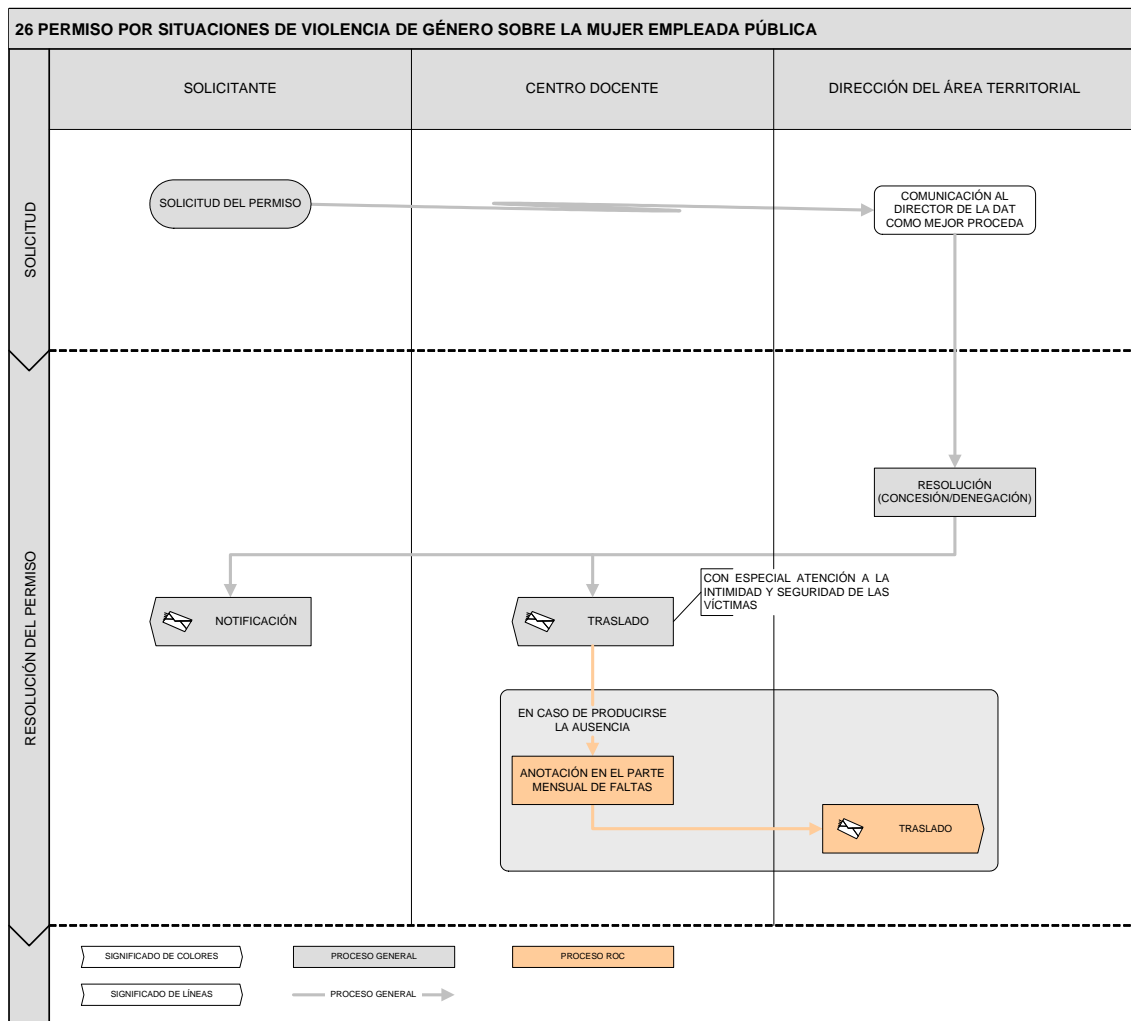 26 PERMISO POR SITUACIONES DE VIOLENCIA DE GÉNERO SOBRE LA MUJER EMPLEADA PÚBLICA
SOLICITANTE
CENTRO DOCENTE
DIRECCIÓN DEL ÁREA TERRITORIAL
SOLICITUD
SOLICITUD DEL PERMISO
COMUNICACIÓN AL
DIRECTOR DE LA DAT
COMO MEJOR PROCEDA
RESOLUCIÓN DEL PERMISO
RESOLUCIÓN
(CONCESIÓN/DENEGACIÓN)
NOTIFICACIÓN
TRASLADO
CON ESPECIAL ATENCIÓN A LA
INTIMIDAD Y SEGURIDAD DE LAS
VÍCTIMAS
EN CASO DE PRODUCIRSE
LA AUSENCIA
ANOTACIÓN EN EL PARTE
MENSUAL DE FALTAS
TRASLADO
SIGNIFICADO DE COLORES
PROCESO GENERAL
PROCESO ROC
SIGNIFICADO DE LÍNEAS
PROCESO GENERAL